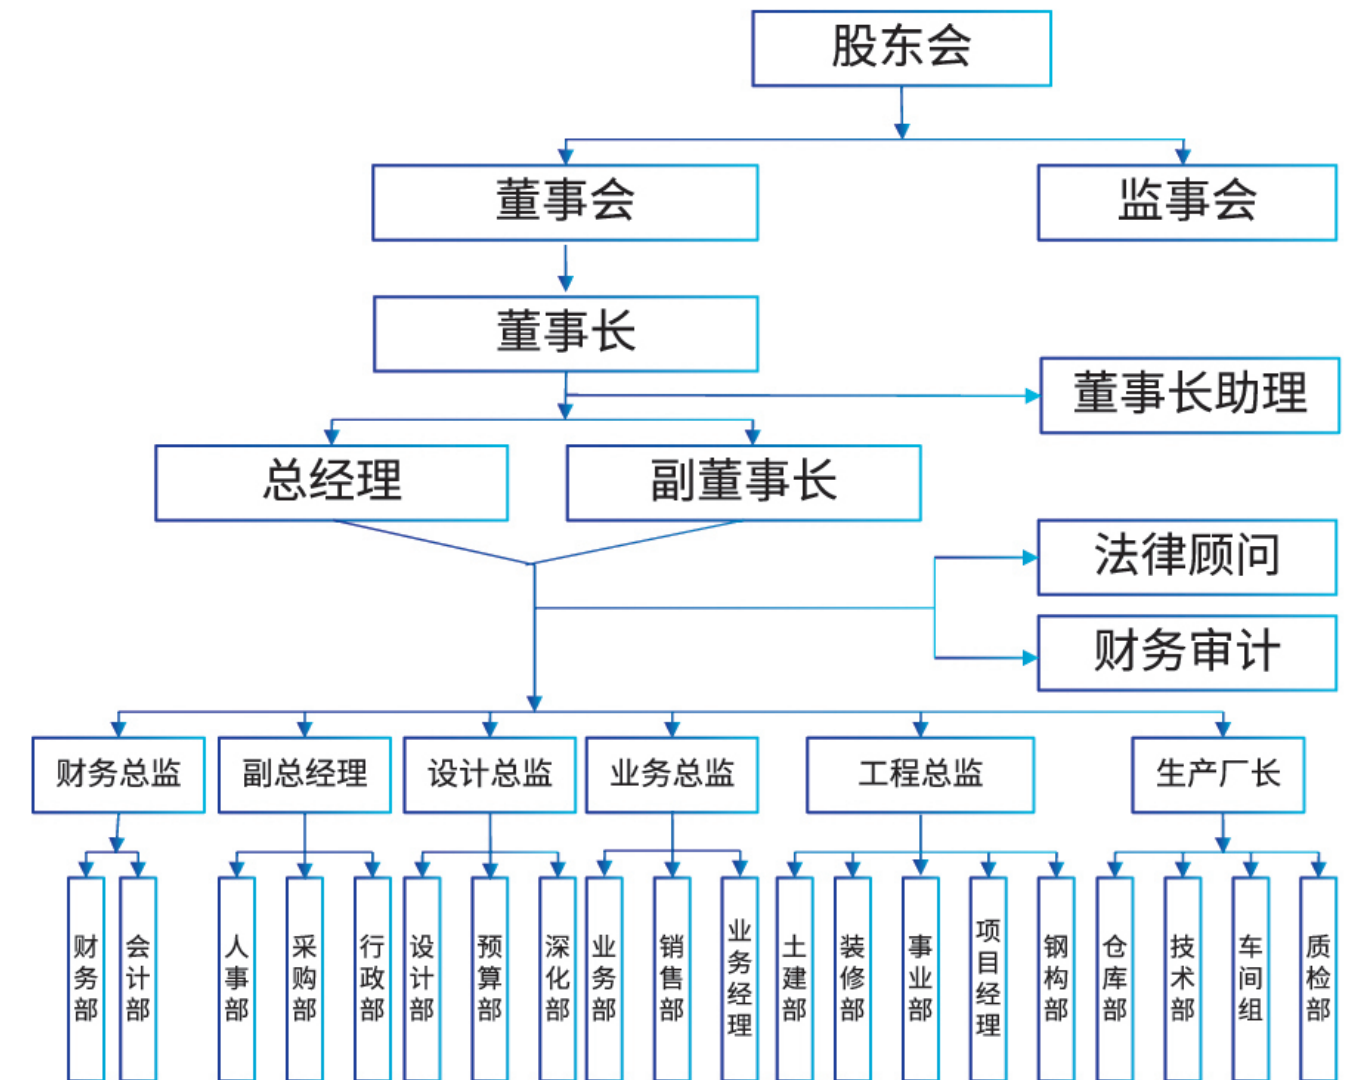 股东会
董事会
监事会
董事长
董事长助理
总经理
副董事长
法律顾问
财务审计
财务总监
副总经理
设计总监
业务总监
工程总监
生产厂长
财务部
会计部
人事部
采购部
行政部
设计部
预算部
深化部
业务部
销售部
业务经理
土建部
装修部
事业部
项目经理
钢构部
仓库部
技术部
车间组
质检部